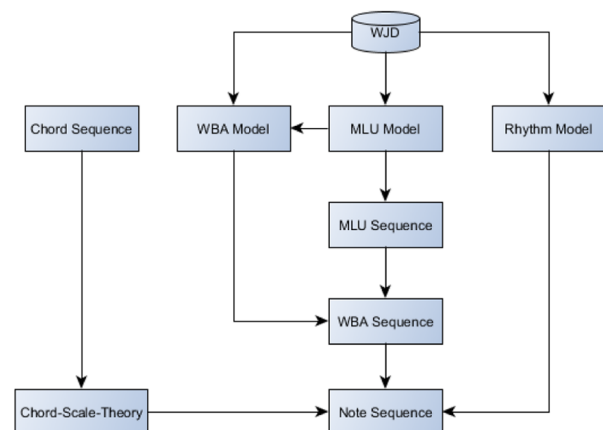 WJD
Chord Sequence
WBA Model
MLU Model
Rhythm Model
MLU Sequence
WBA Sequence
Chord-Scale-Theory
Note Sequence